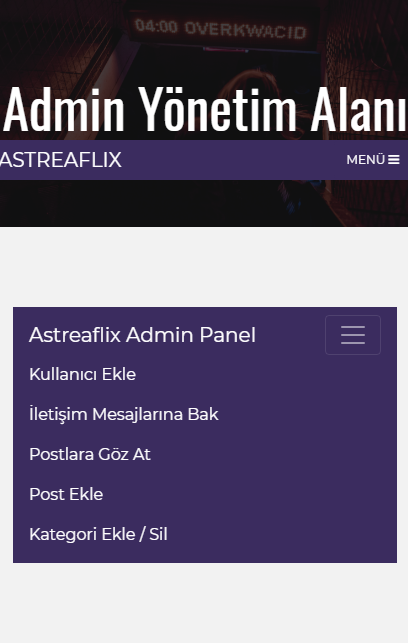 04:00 OVERKWACID
Admin Yönetim Alanı
ASTREAFLIX
MENÜ
Astreaflix Admin Panel
Kullanıcı Ekle
İletişim Mesajlarına Bak
Postlara Göz At
Post Ekle
Kategori Ekle / Sil